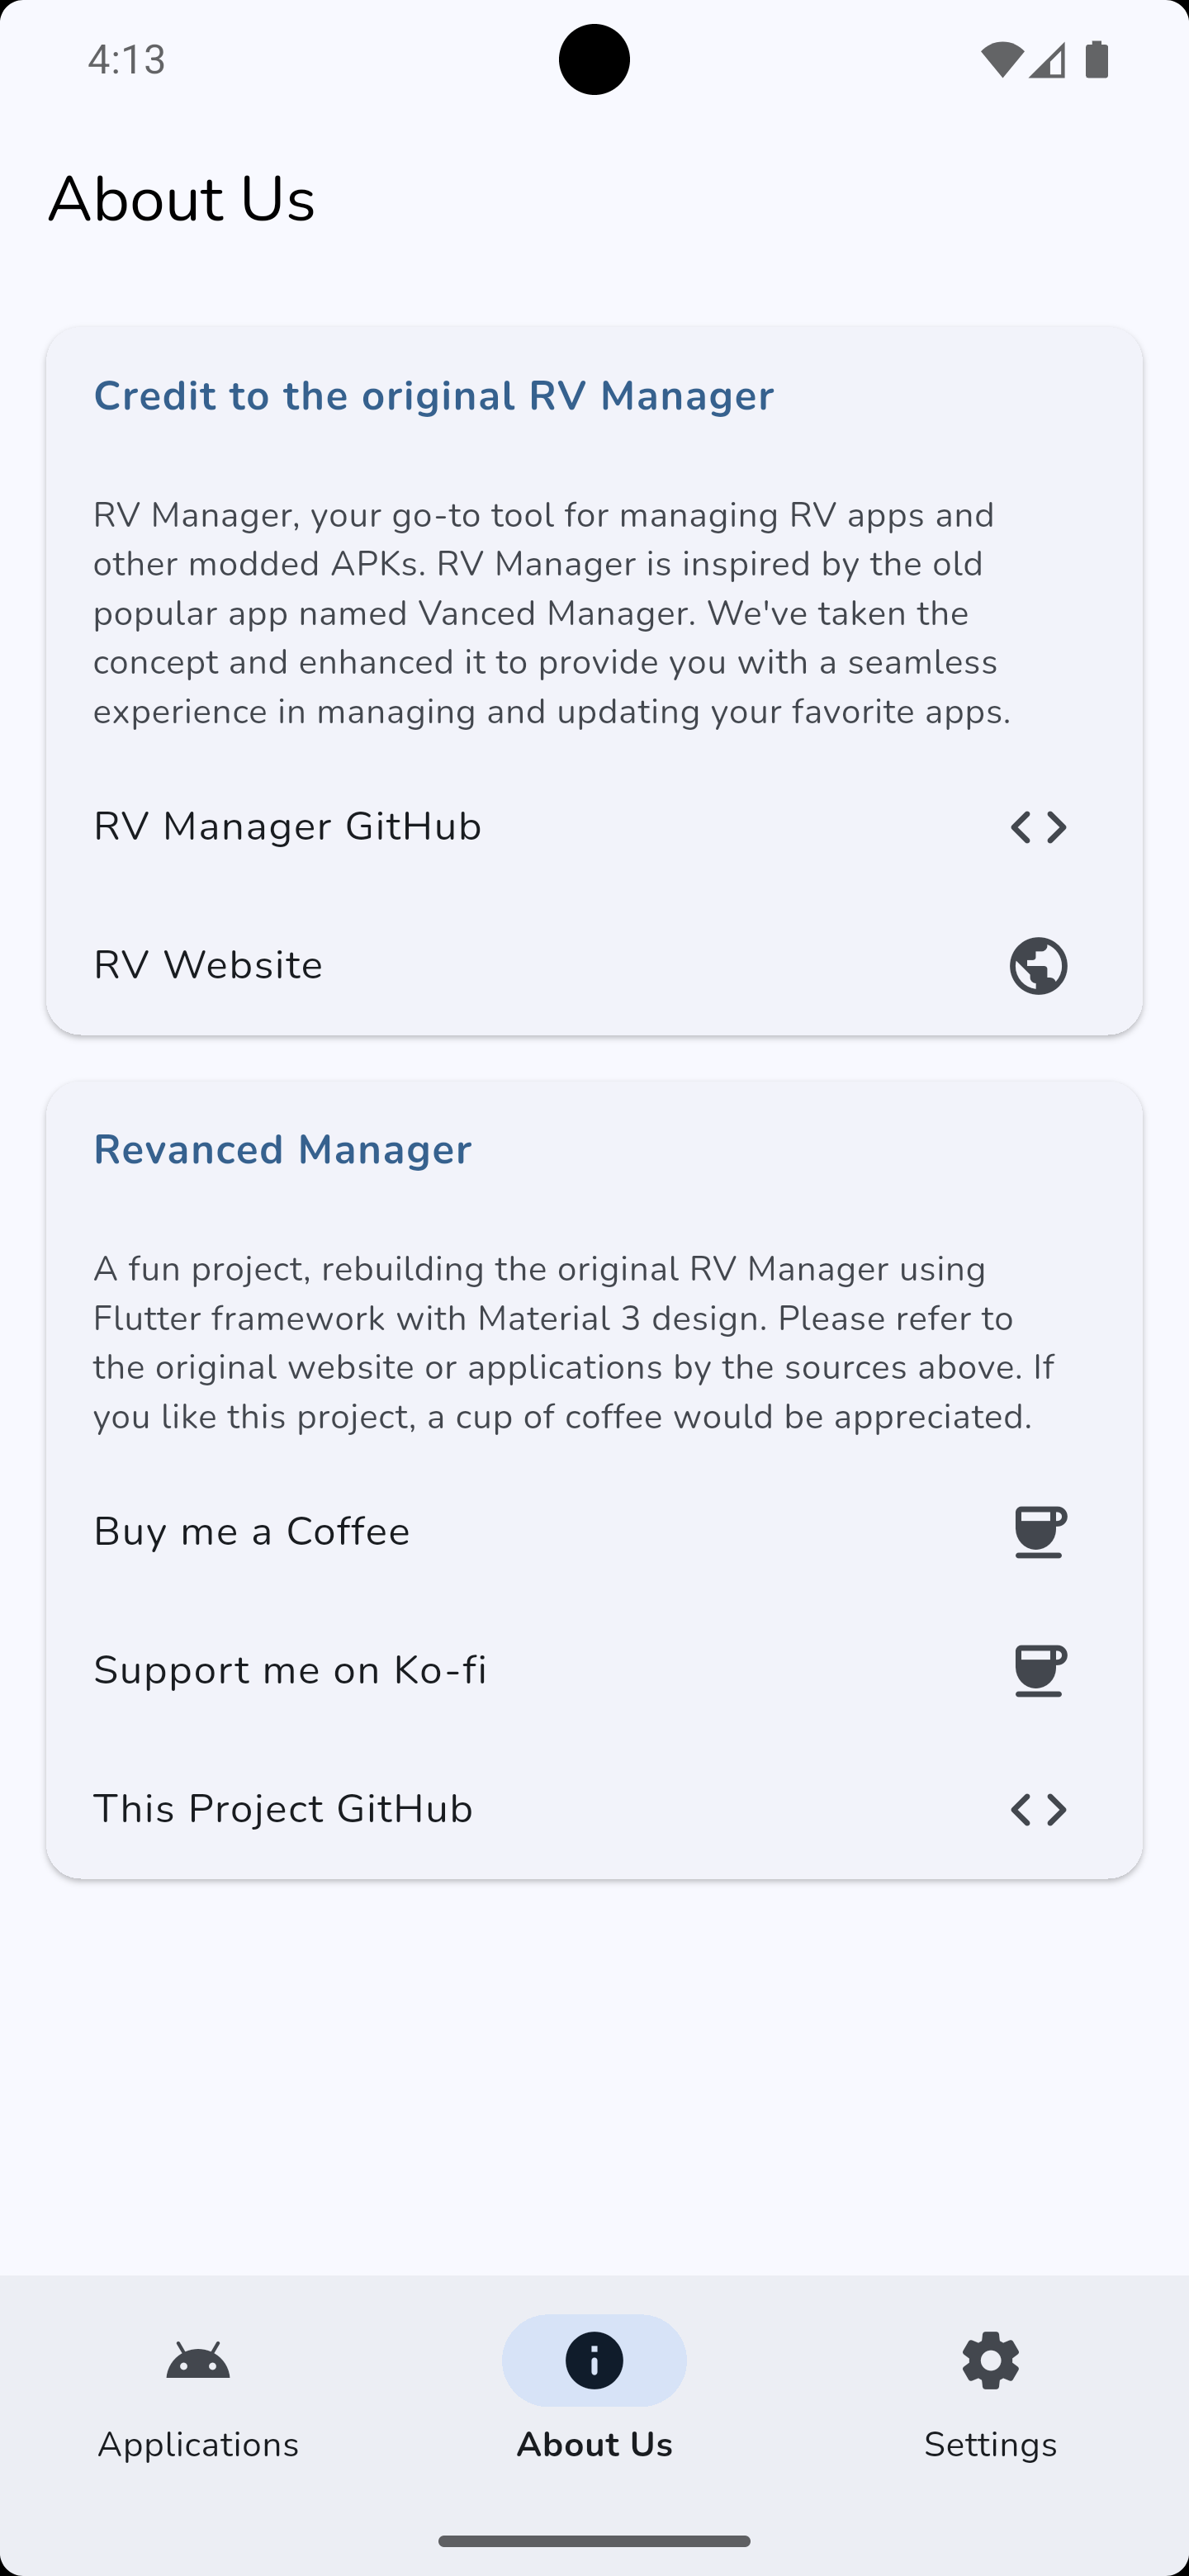 4:13
About Us
Credit to the original RV Manager
RV Manager, your go-to tool for managing RV apps and
other modded APKs. RV Manager is inspired by the old
popular app named Vanced Manager. We've taken the
concept and enhanced it to provide you with a seamless
experience in managing and updating your favorite apps.
RV Manager GitHub
RV Website
Revanced Manager
A fun project, rebuilding the original RV Manager using
Flutter framework with Material 3 design. Please refer to
the original website or applications by the sources above. If
you like this project, a cup of coffee would be appreciated.
Buy me a Coffee
Support me on Ko-fi
This Project GitHub
Applications
About Us
Settings